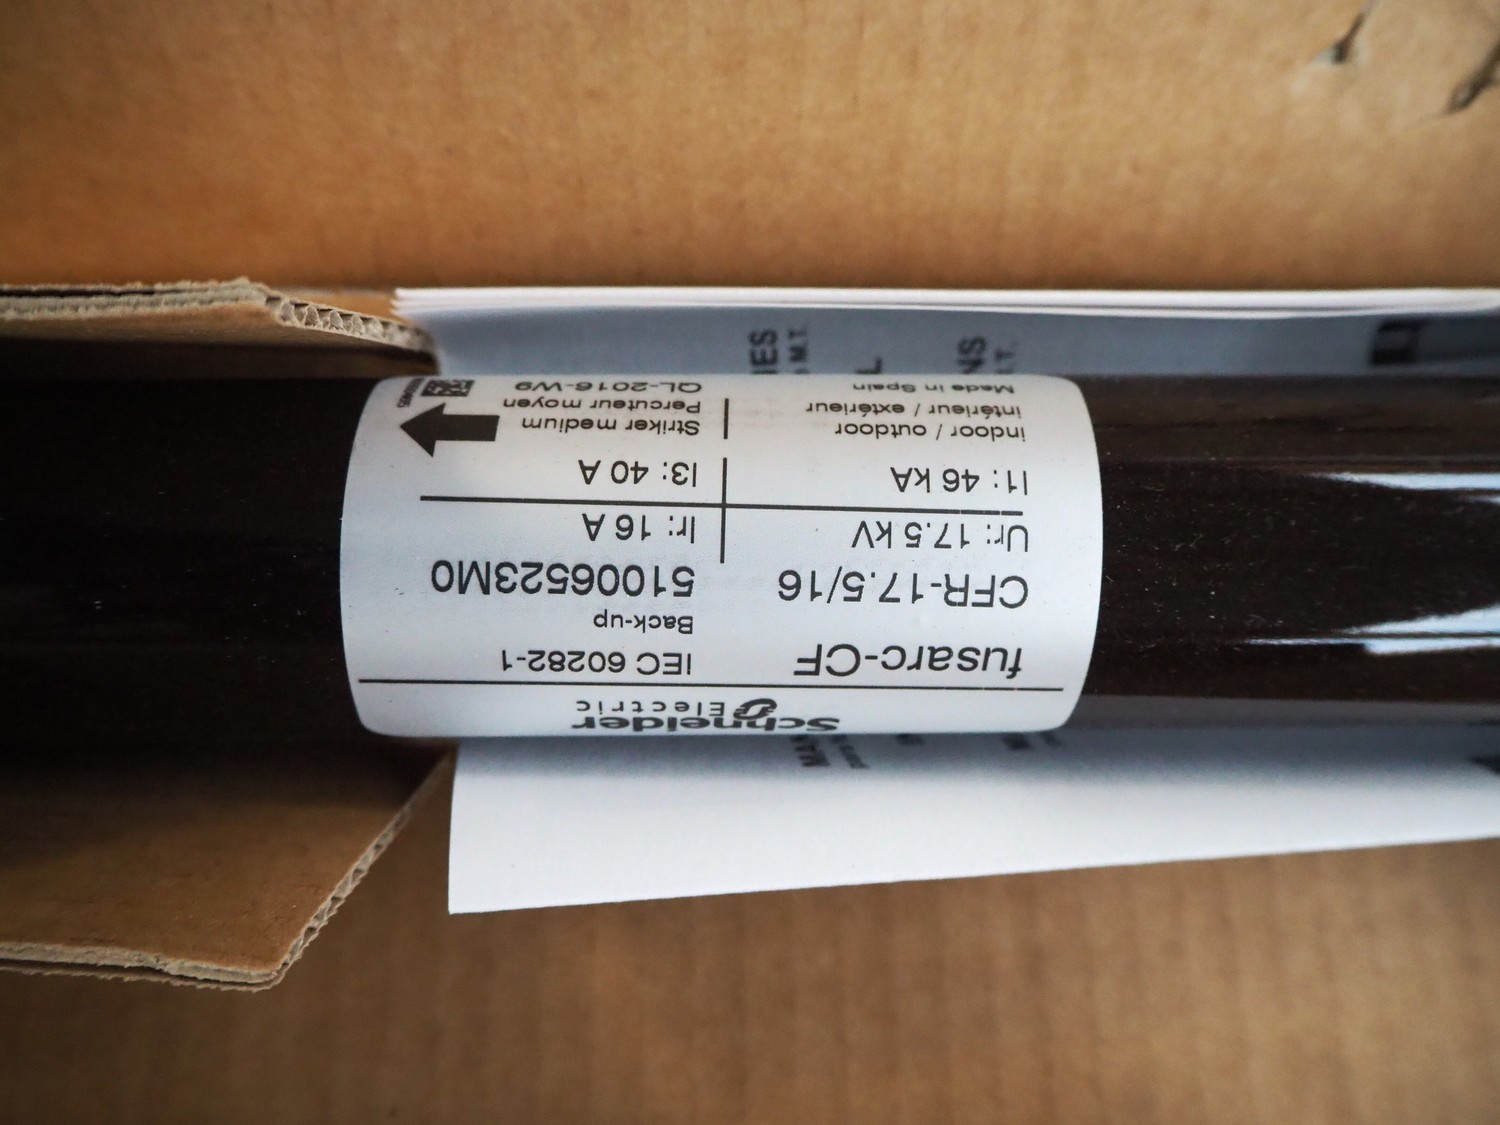 Schneider
Electric
fusarc-CF
IEC 60282-1
Back-up
CFR-17.5/16
51006523M0
Ur: 17.5 kV
Ir: 16 A
I1: 46 kA
I3: 40 A
indoor / outdoor
intérieur / extérieur
Made in Spain
Striker medium
Percuteur moyen
QL-2016-W9